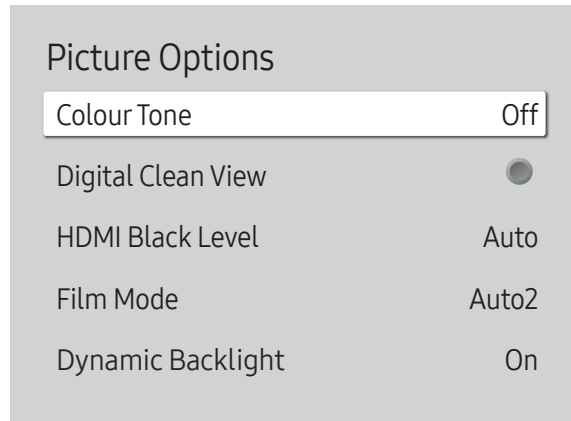 Picture Options
Colour Tone Off
Digital Clean View
HDMI Black Level Auto
Film Mode Auto2
Dynamic Backlight On